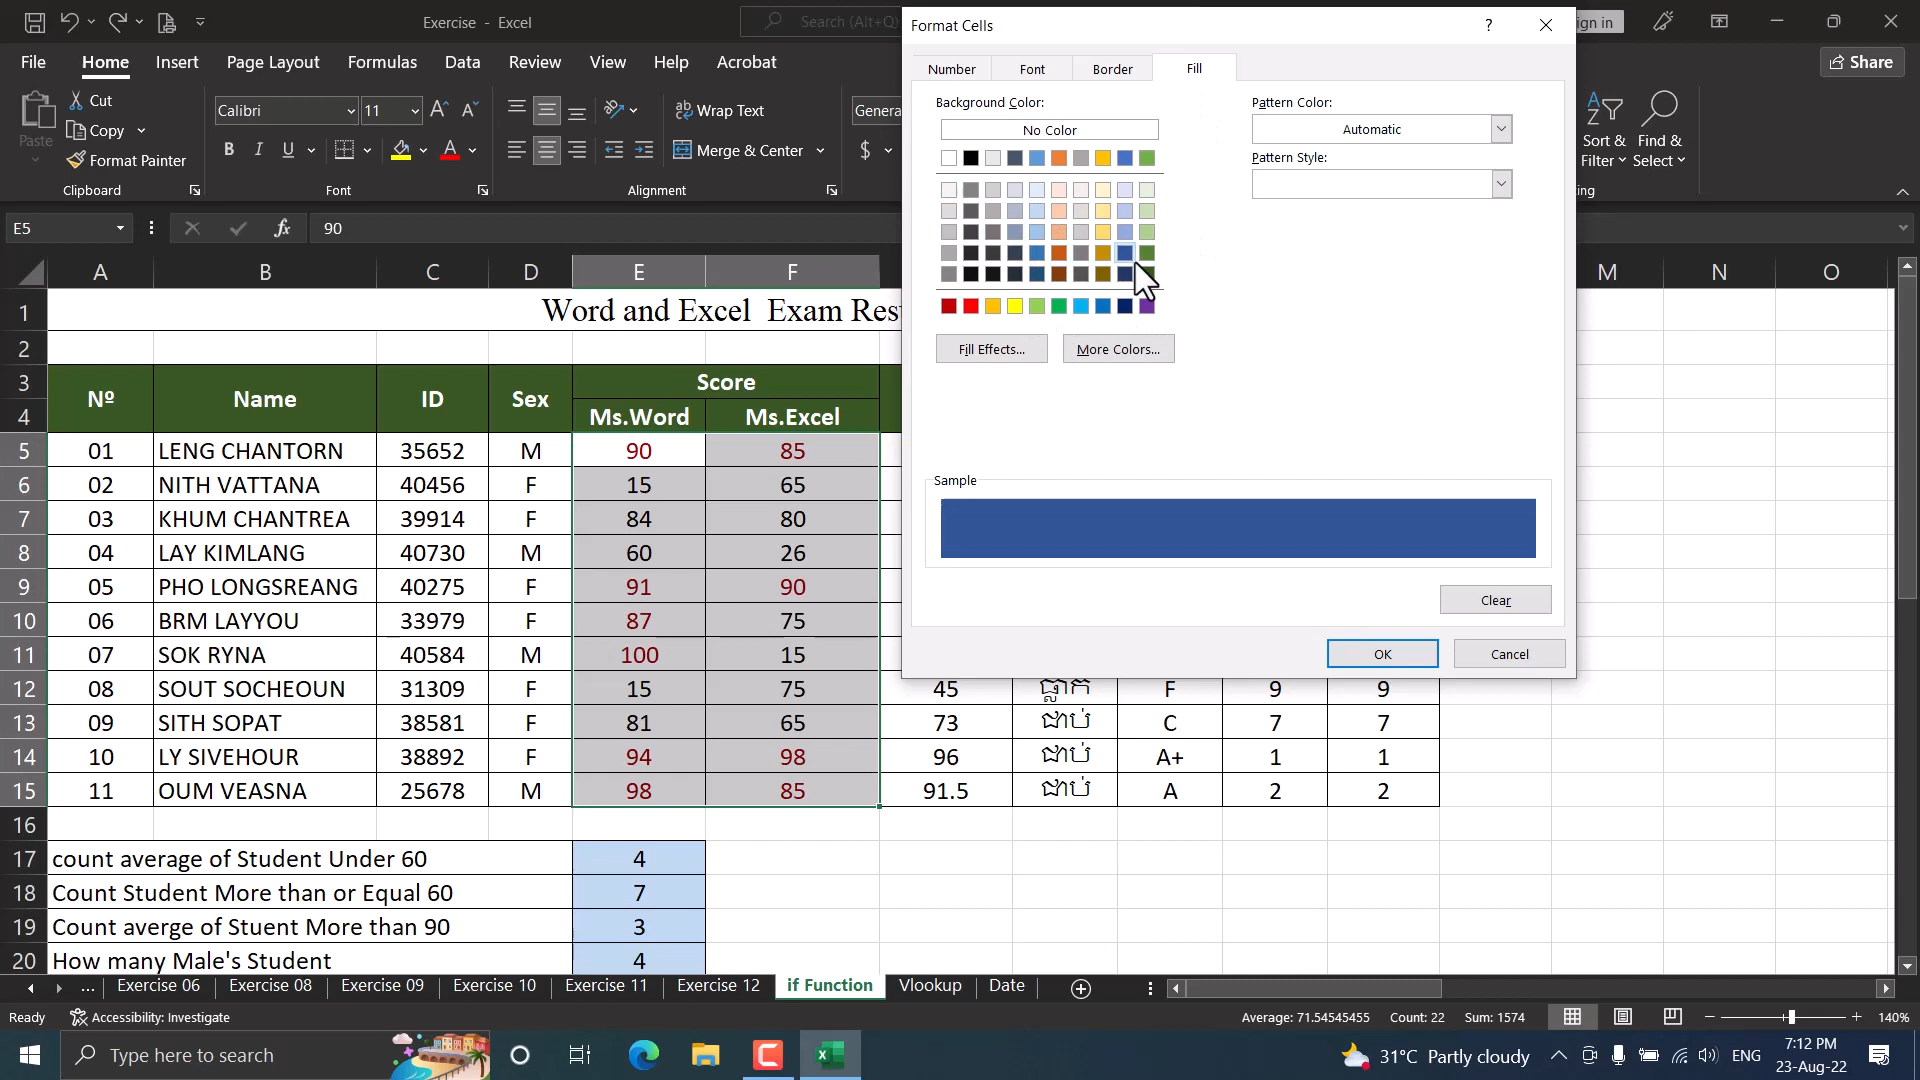 Exercise - Excel
Search (Alt+Q)
ign in
File Home Insert Page Layout Formulas Data Review View Help Acrobat
Share
Paste
Cut
Copy
Format Painter
Clipboard
Calibri 11
B I U
Font
Wrap Text
Merge & Center
Alignment
Genera
$
Sort & Filter
Find & Select
ing
Format Cells
?
Number Font Border Fill
Background Color:
No Color
Fill Effects...
More Colors...
Pattern Color:
Automatic
Pattern Style:
Sample
Clear
OK Cancel
E5 fx 90
A B C D E F M N O
1 Word and Excel Exam Res
2
3 Nº Name ID Sex Score
4 Ms.Word Ms.Excel
5 01 LENG CHANTORN 35652 M 90 85
6 02 NITH VATTANA 40456 F 15 65
7 03 KHUM CHANTREA 39914 F 84 80
8 04 LAY KIMLANG 40730 M 60 26
9 05 PHO LONGSREANG 40275 F 91 90
10 06 BRM LAYYOU 33979 F 87 75
11 07 SOK RYNA 40584 M 100 15
12 08 SOUT SOCHEOUN 31309 F 15 75 45 ធ្លាក់ F 9 9
13 09 SITH SOPAT 38581 F 81 65 73 ជាប់ C 7 7
14 10 LY SIVEHOUR 38892 F 94 98 96 ជាប់ A+ 1 1
15 11 OUM VEASNA 25678 M 98 85 91.5 ជាប់ A 2 2
16
17 count average of Student Under 60 4
18 Count Student More than or Equal 60 7
19 Count averge of Stuent More than 90 3
20 How many Male's Student 4
... Exercise 06 Exercise 08 Exercise 09 Exercise 10 Exercise 11 Exercise 12 if Function Vlookup Date
Ready Accessibility: Investigate Average: 71.54545455 Count: 22 Sum: 1574 140%
Type here to search
31°C Partly cloudy
ENG
7:12 PM
23-Aug-22